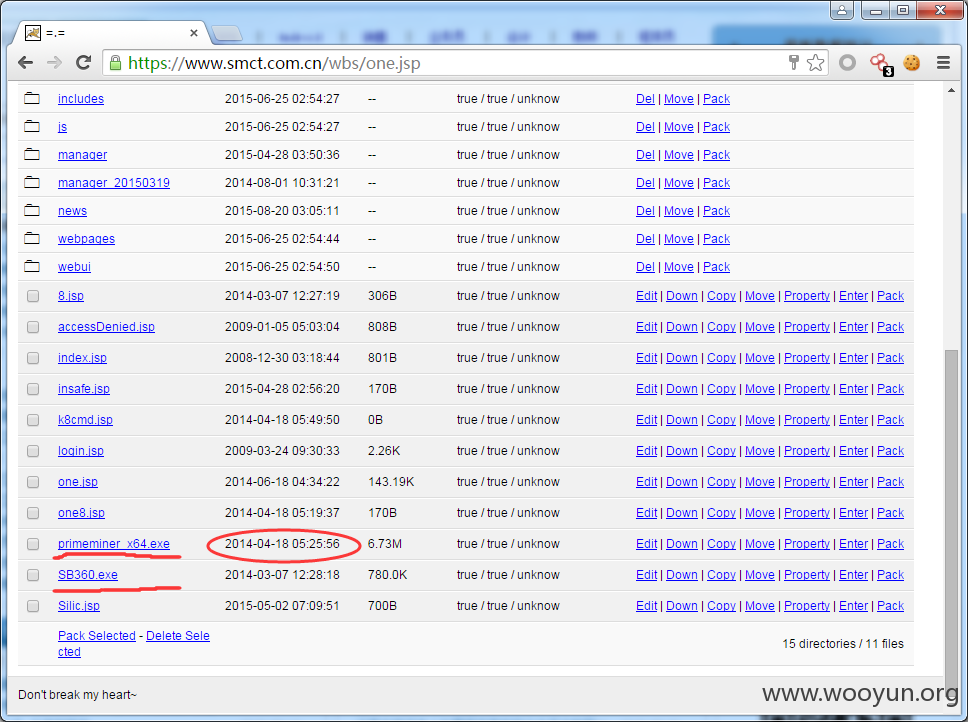 =.=
https://www.smct.com.cn/wbs/one.jsp
3
includes 2015-06-25 02:54:27 -- true / true / unknow Del | Move | Pack
js 2015-06-25 02:54:27 -- true / true / unknow Del | Move | Pack
manager 2015-04-28 03:50:36 -- true / true / unknow Del | Move | Pack
manager_20150319 2014-08-01 10:31:21 -- true / true / unknow Del | Move | Pack
news 2015-08-20 03:05:11 -- true / true / unknow Del | Move | Pack
webpages 2015-06-25 02:54:44 -- true / true / unknow Del | Move | Pack
webui 2015-06-25 02:54:50 -- true / true / unknow Del | Move | Pack
8.jsp 2014-03-07 12:27:19 306B true / true / unknow Edit | Down | Copy | Move | Property | Enter | Pack
accessDenied.jsp 2009-01-05 05:03:04 808B true / true / unknow Edit | Down | Copy | Move | Property | Enter | Pack
index.jsp 2008-12-30 03:18:44 801B true / true / unknow Edit | Down | Copy | Move | Property | Enter | Pack
insafe.jsp 2015-04-28 02:56:20 170B true / true / unknow Edit | Down | Copy | Move | Property | Enter | Pack
k8cmd.jsp 2014-04-18 05:49:50 0B true / true / unknow Edit | Down | Copy | Move | Property | Enter | Pack
login.jsp 2009-03-24 09:30:33 2.26K true / true / unknow Edit | Down | Copy | Move | Property | Enter | Pack
one.jsp 2014-06-18 04:34:22 143.19K true / true / unknow Edit | Down | Copy | Move | Property | Enter | Pack
one8.jsp 2014-04-18 05:19:37 170B true / true / unknow Edit | Down | Copy | Move | Property | Enter | Pack
primeminer_x64.exe 2014-04-18 05:25:56 6.73M true / true / unknow Edit | Down | Copy | Move | Property | Enter | Pack
SB360.exe 2014-03-07 12:28:18 780.0K true / true / unknow Edit | Down | Copy | Move | Property | Enter | Pack
Silic.jsp 2015-05-02 07:09:51 700B true / true / unknow Edit | Down | Copy | Move | Property | Enter | Pack
Pack Selected - Delete Sele
cted
15 directories / 11 files
Don't break my heart~
www.wooyun.org